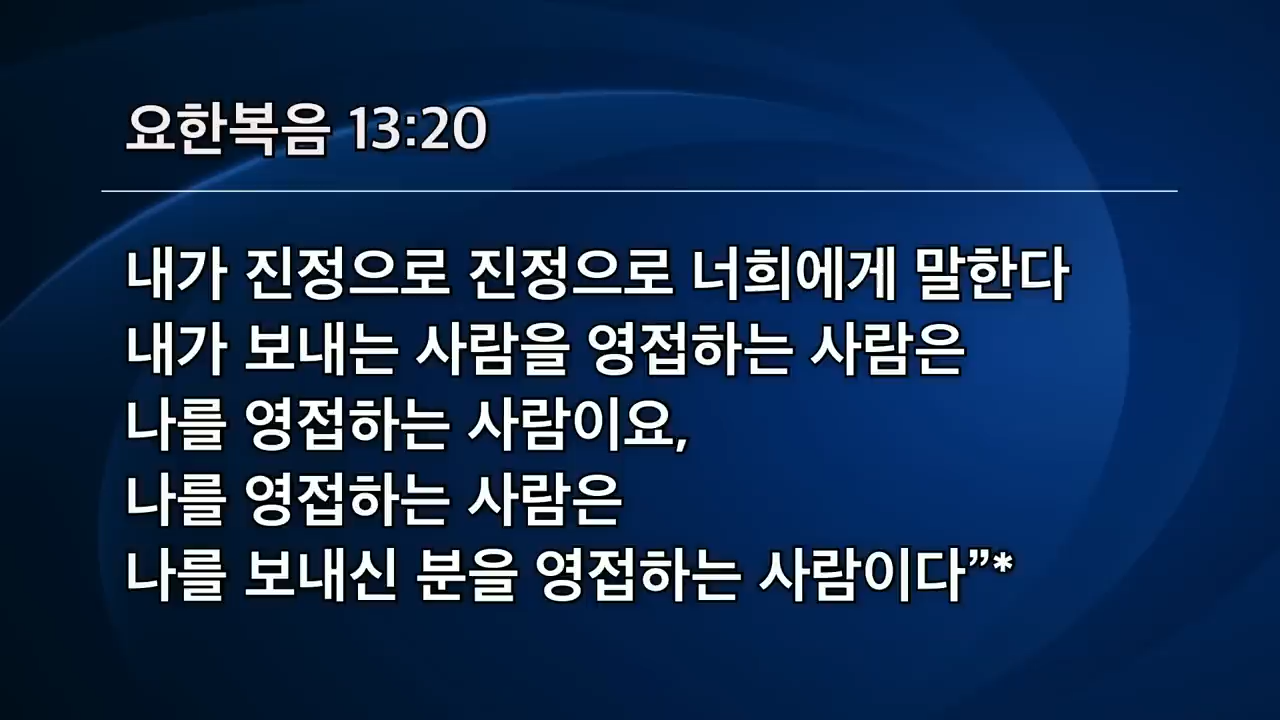 요한복음 13:20
내가 진정으로 진정으로 너희에게 말한다
내가 보내는 사람을 영접하는 사람은
나를 영접하는 사람이요,
나를 영접하는 사람은
나를 보내신 분을 영접하는 사람이다”*